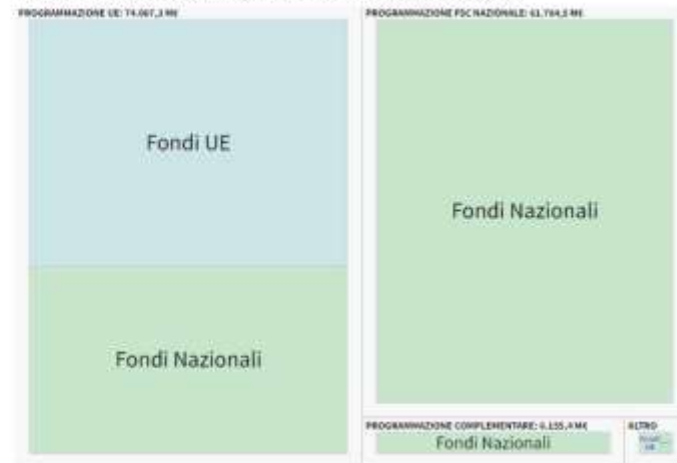 PROGRAMMAZIONE UE: 74.067,3 M€
Fondi UE
Fondi Nazionali
PROGRAMMAZIONE FSC NAZIONALE: 61.764,5 M€
Fondi Nazionali
PROGRAMMAZIONE COMPLEMENTARE: 6.155,4 M€
Fondi Nazionali
ALTRO
UE